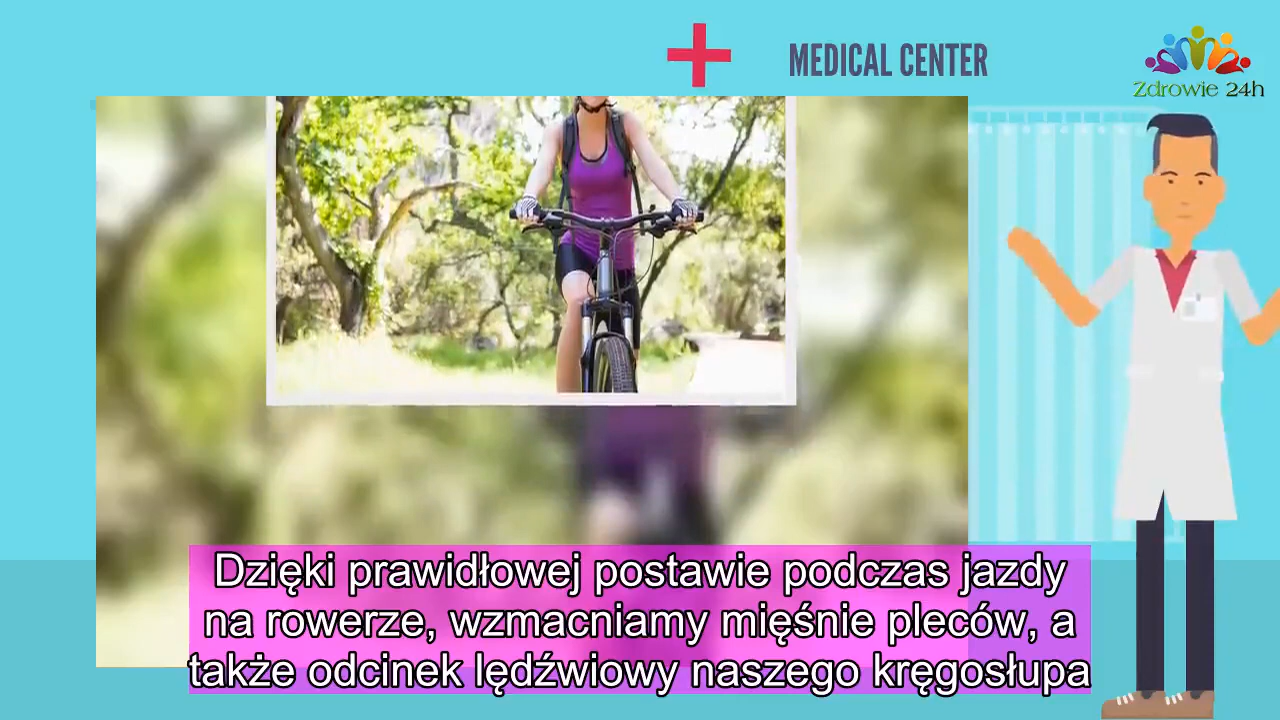 MEDICAL CENTER
Zdrowie 24h
Dzięki prawidłowej postawie podczas jazdy
na rowerze, wzmacniamy mięśnie pleców, a
także odcinek lędźwiowy naszego kręgosłupa